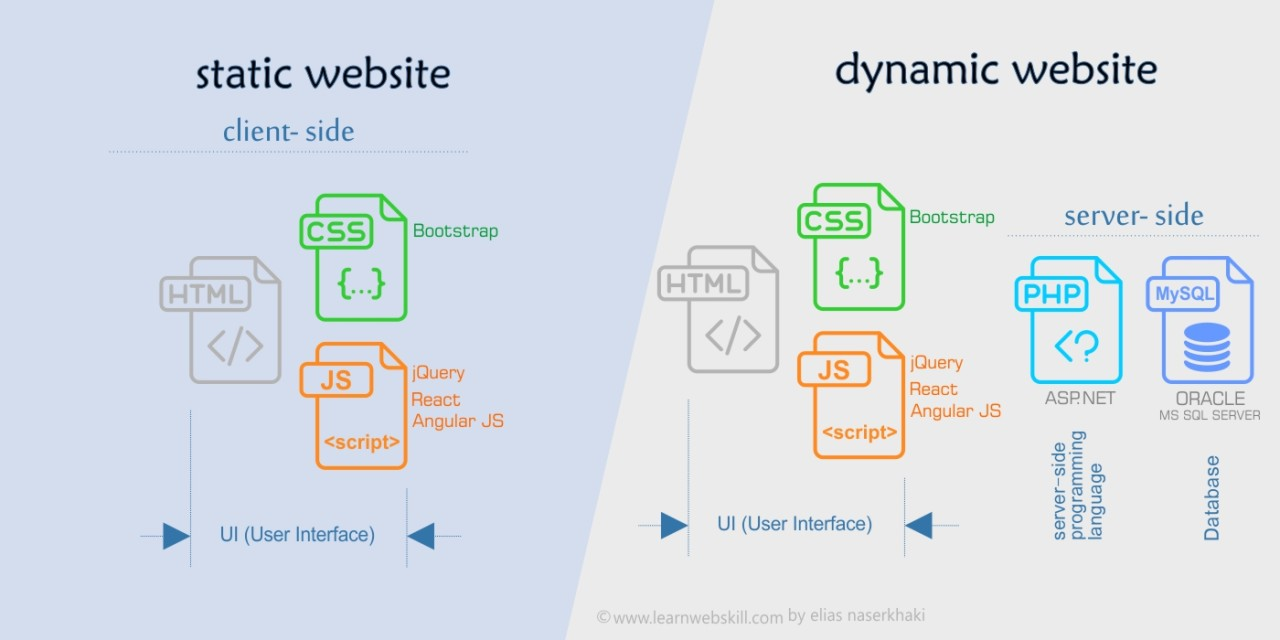 static website
client- side
HTML
</>
CSS
{...}
Bootstrap
JS
<script>
jQuery
React
Angular JS
UI (User Interface)
dynamic website
HTML
</>
CSS
{...}
Bootstrap
JS
<script>
jQuery
React
Angular JS
UI (User Interface)
server- side
PHP
<?
ASP.NET
server-side
programming
language
MySQL
ORACLE
MS SQL SERVER
Database
©www.learnwebskill.com by elias naserkhaki